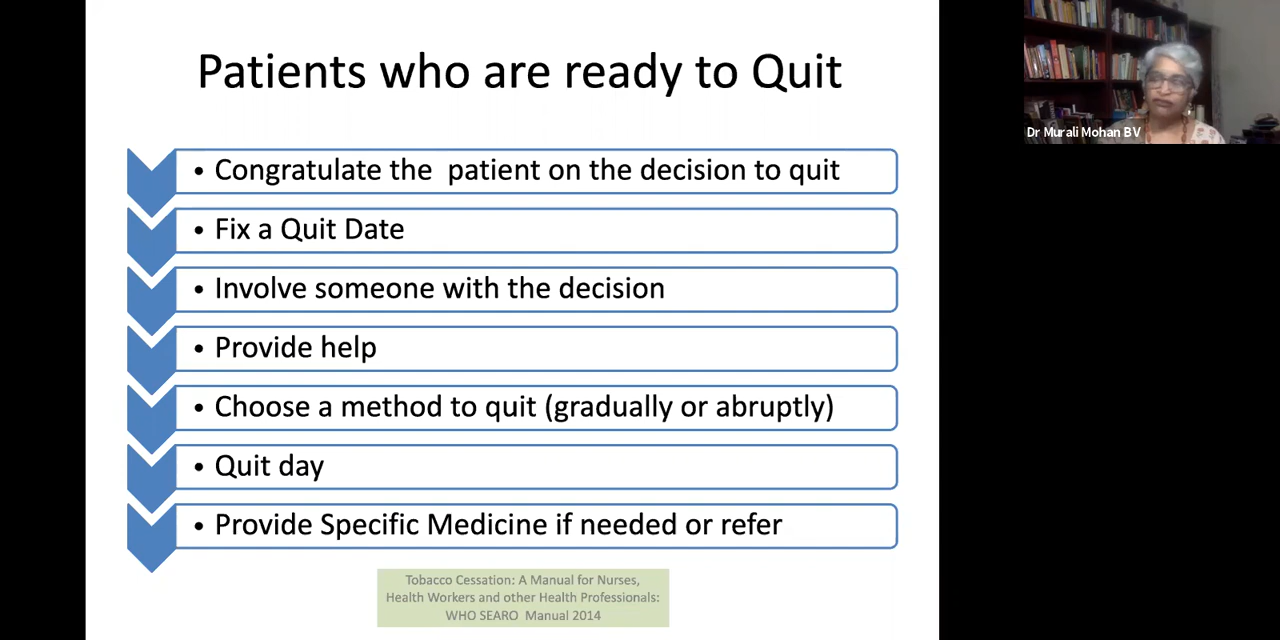 Patients who are ready to Quit
• Congratulate the  patient on the decision to quit
• Fix a Quit Date
• Involve someone with the decision
• Provide help
• Choose a method to quit (gradually or abruptly)
• Quit day
• Provide Specific Medicine if needed or refer
Tobacco Cessation: A Manual for Nurses,
Health Workers and other Health Professionals:
WHO SEARO  Manual 2014
Dr Murali Mohan BV